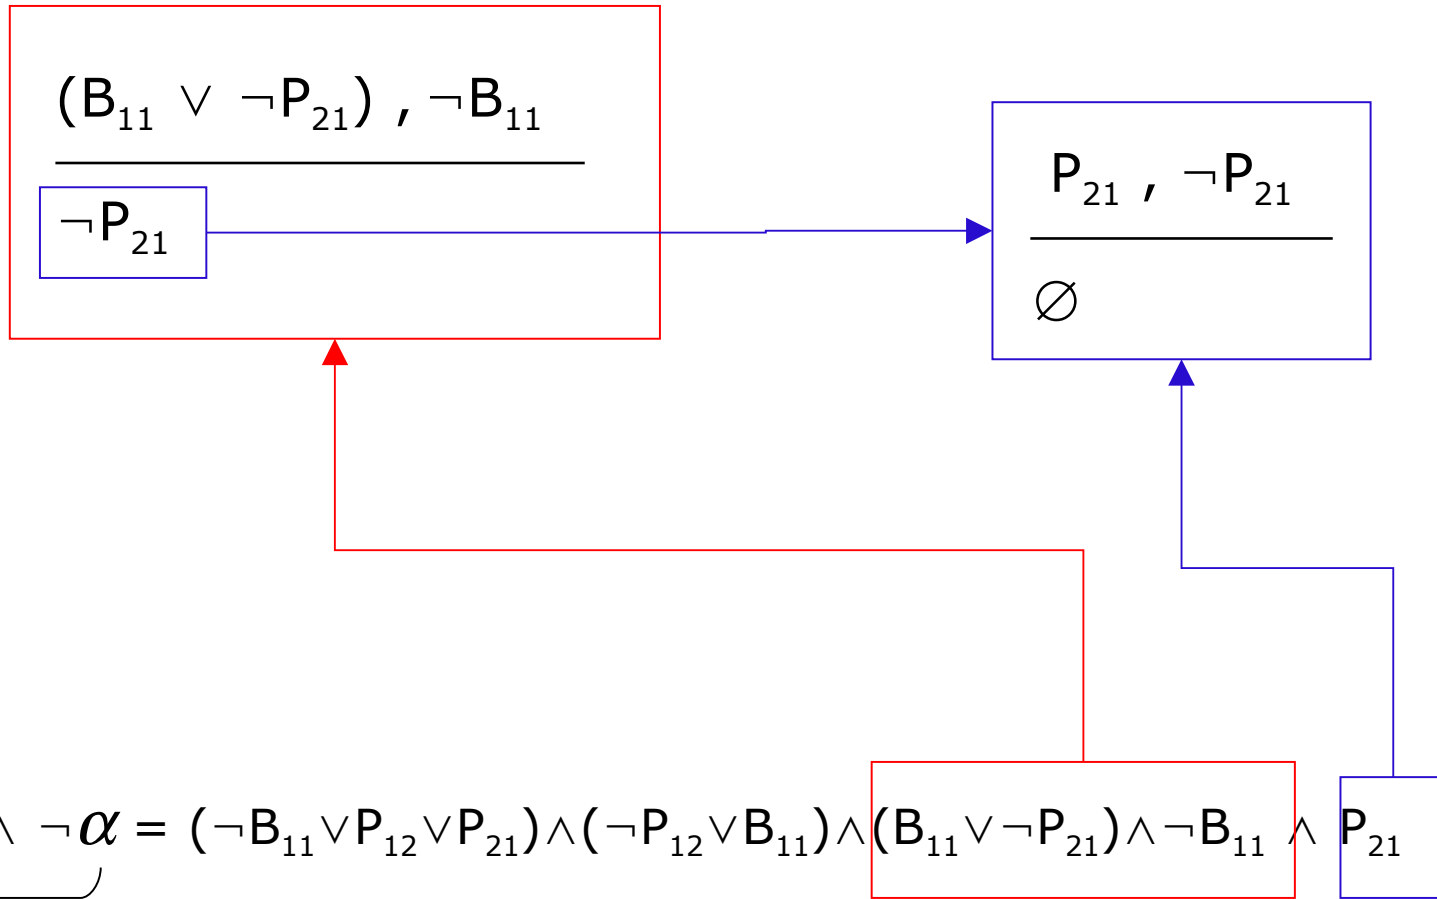 (B₁₁ ∨ ¬P₂₁) , ¬B₁₁
¬P₂₁
P₂₁ , ¬P₂₁
∅
∧ ¬α = (¬B₁₁∨P₁₂∨P₂₁)∧(¬P₁₂∨B₁₁)∧(B₁₁∨¬P₂₁)∧¬B₁₁ ∧ P₂₁